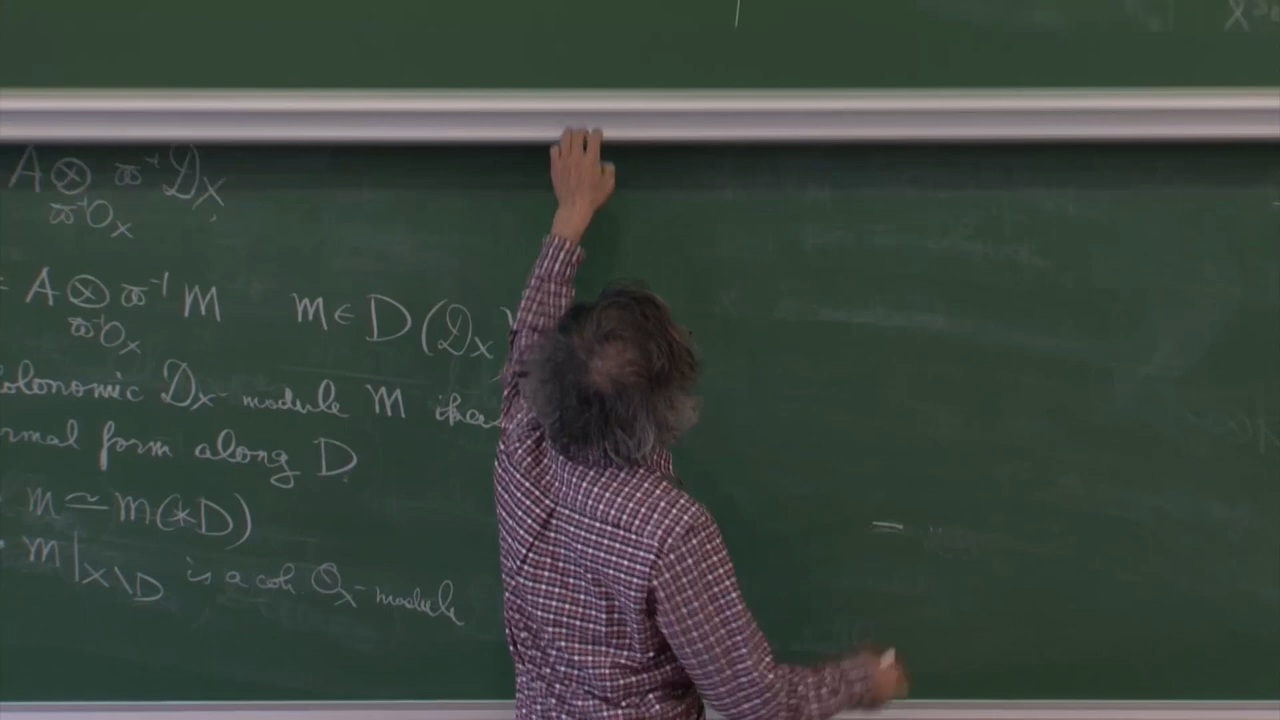 A ⊗ ϖ⁻¹ 𝒟_X
ϖ⁻¹O_X
= A ⊗ ϖ⁻¹ M M ∈ D(𝒟_X)
ϖ⁻¹O_X
olonomic 𝒟_X-module M
rmal form along D
M ≃ M(*D)
M|_{X\D} is a coh. O_X-module